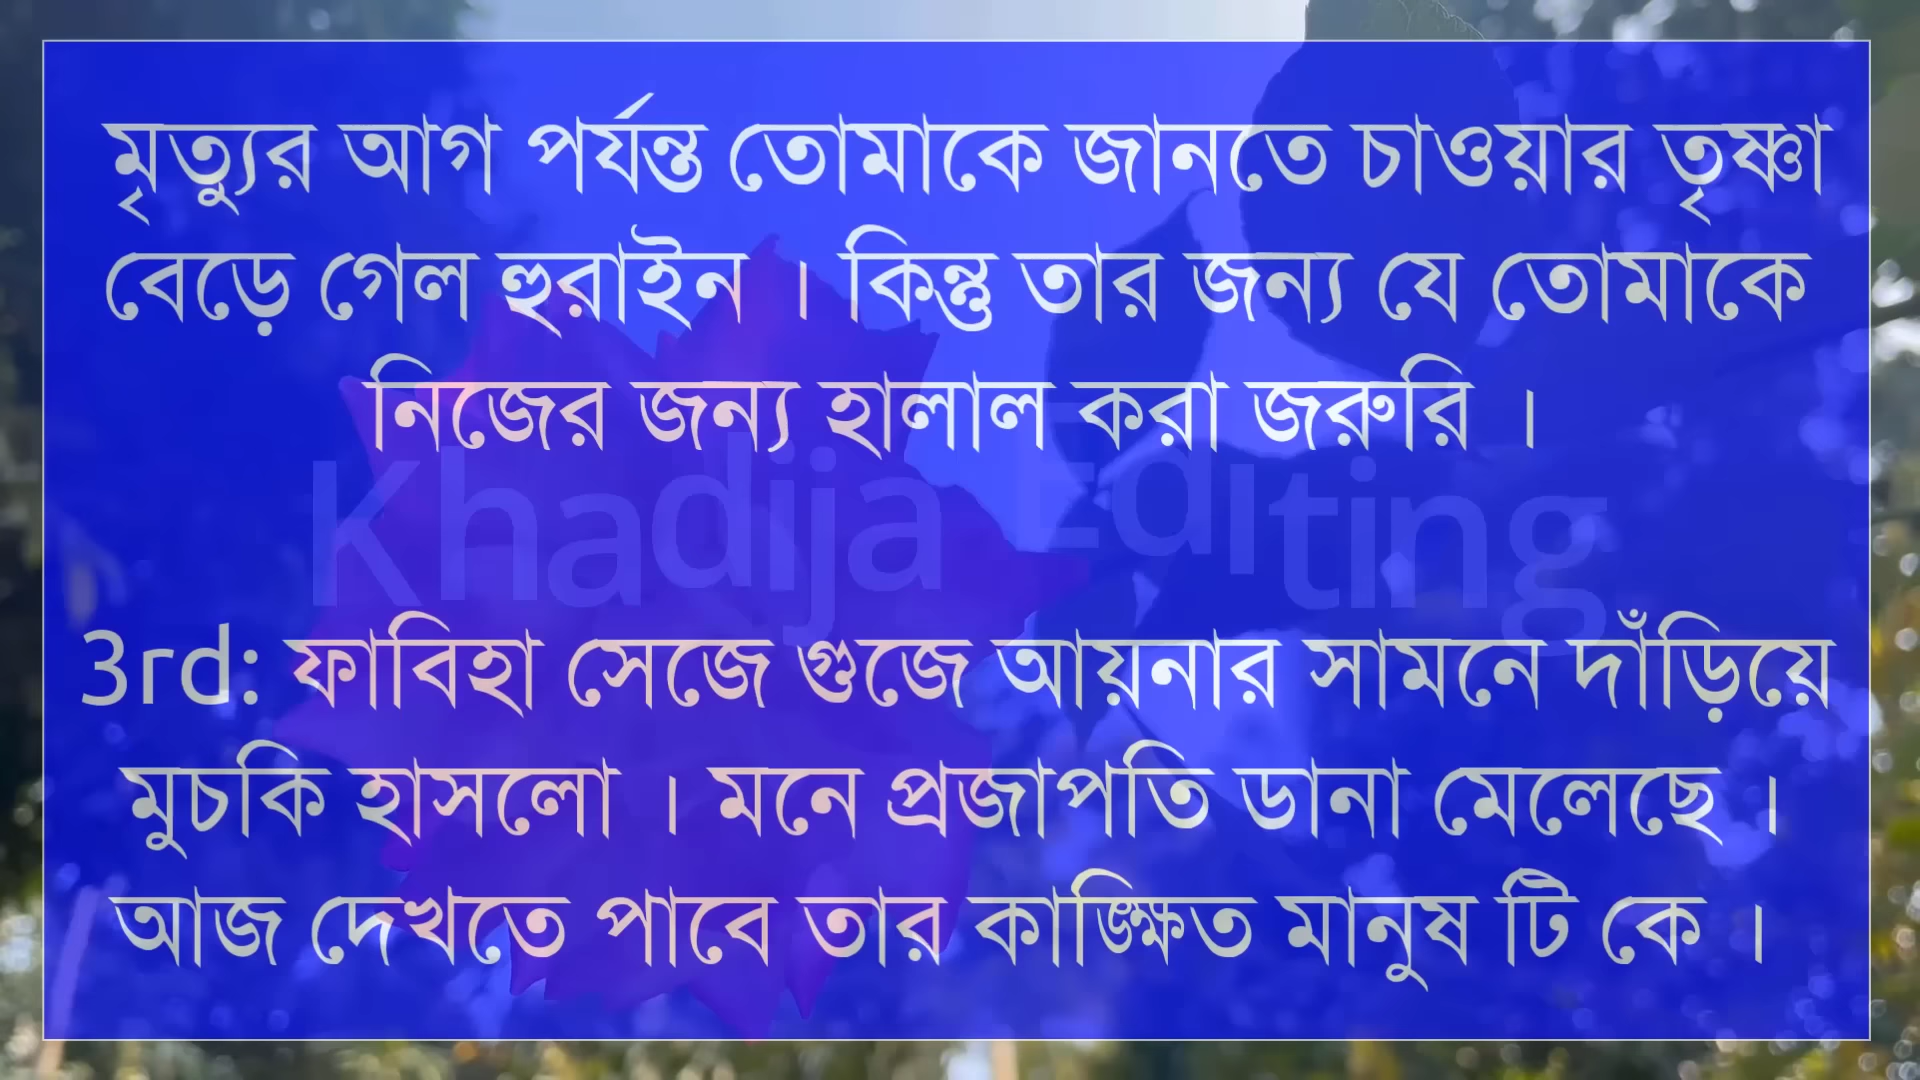 মৃত্যুর আগ পর্যন্ত তোমাকে জানতে চাওয়ার তৃষ্ণা
বেড়ে গেল হুরাইন । কিন্তু তার জন্য যে তোমাকে
নিজের জন্য হালাল করা জরুরি ।
Khadija Editing
3rd: ফাবিহা সেজে গুজে আয়নার সামনে দাঁড়িয়ে
মুচকি হাসলো । মনে প্রজাপতি ডানা মেলেছে ।
আজ দেখতে পাবে তার কাঙ্ক্ষিত মানুষ টি কে ।